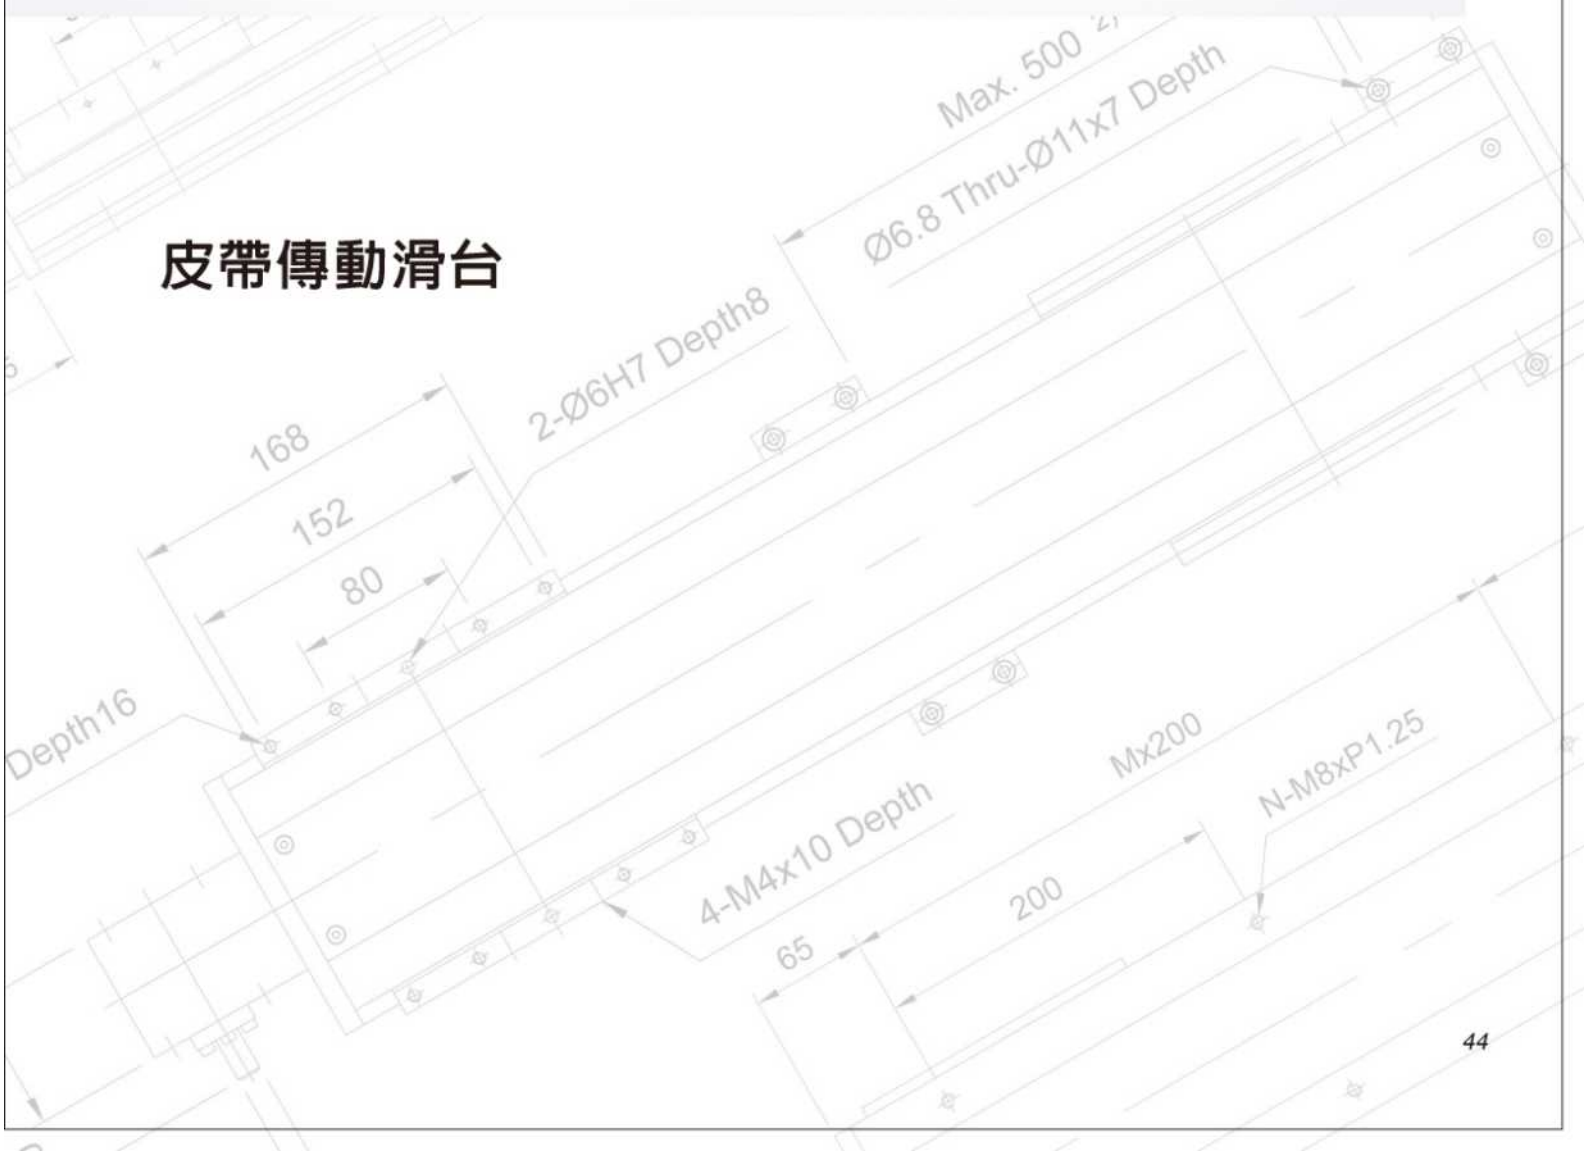 Max. 500
Ø6.8 Thru-Ø11x7 Depth
皮帶傳動滑台
2-Ø6H7 Depth8
168
152
80
Depth16
Mx200
N-M8xP1.25
4-M4x10 Depth
200
65
44